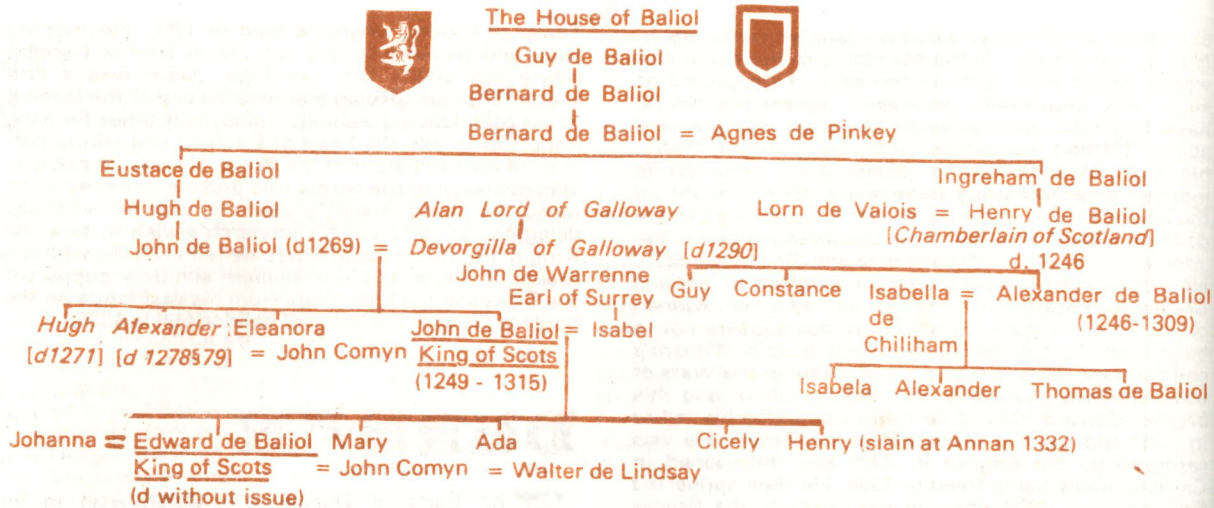 The House of Baliol
Guy de Baliol
Bernard de Baliol
Bernard de Baliol = Agnes de Pinkey
Eustace de Baliol
Ingreham de Baliol
Hugh de Baliol
Alan Lord of Galloway
Lorn de Valois = Henry de Baliol
[Chamberlain of Scotland]
d. 1246
John de Baliol (d1269) = Devorgilla of Galloway [d1290]
John de Warrenne
Earl of Surrey
Guy Constance Isabella = Alexander de Baliol
de
Chiliham
(1246-1309)
Hugh Alexander Eleanora John de Baliol = Isabel
[d1271] [d 1278§79] = John Comyn King of Scots
(1249 - 1315)
Isabela Alexander Thomas de Baliol
Johanna = Edward de Baliol Mary Ada Cicely Henry (slain at Annan 1332)
King of Scots = John Comyn = Walter de Lindsay
(d without issue)